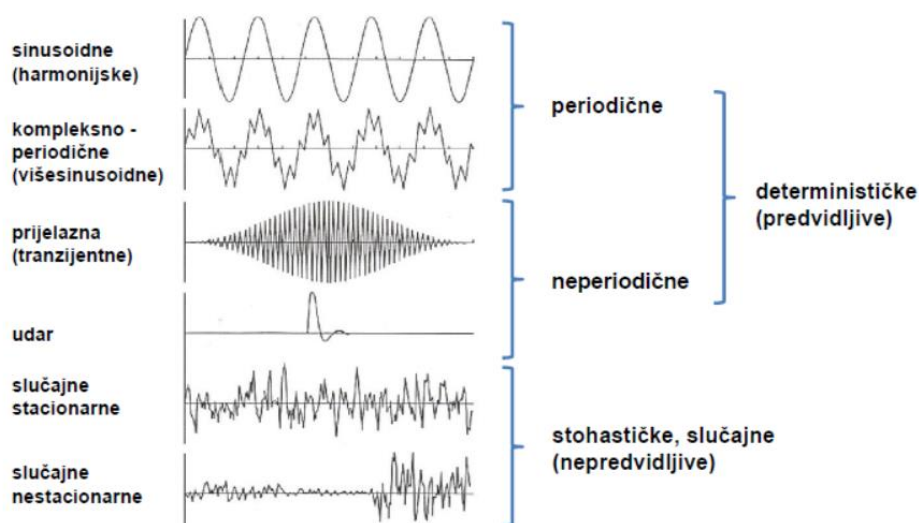 sinusoidne
(harmonijske)
kompleksno -
periodične
(višesinusoidne)
prijelazna
(tranzijentne)
udar
slučajne
stacionarne
slučajne
nestacionarne
periodične
neperiodične
stohastičke, slučajne
(nepredvidljive)
determinističke
(predvidljive)